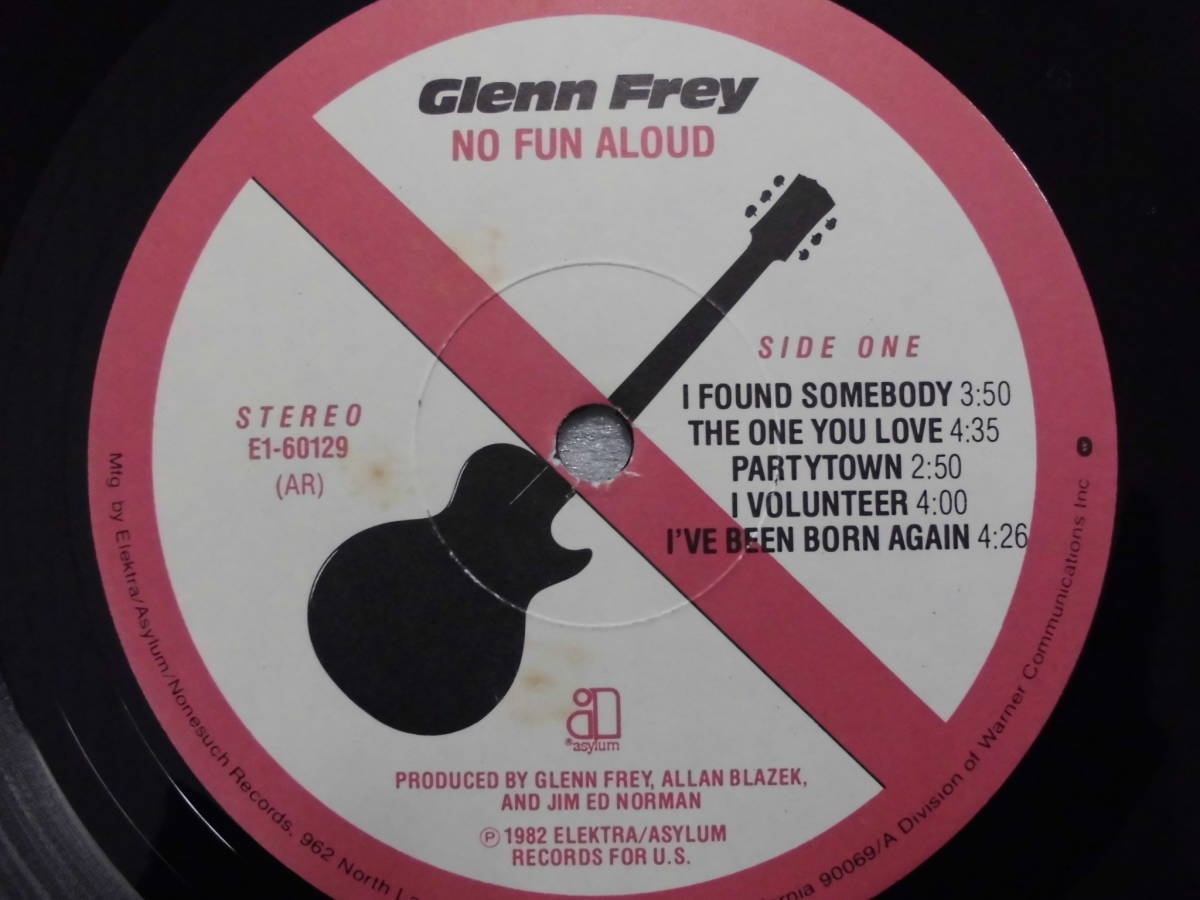 Glenn Frey
NO FUN ALOUD
SIDE ONE
I FOUND SOMEBODY 3:50
THE ONE YOU LOVE 4:35
PARTYTOWN 2:50
I VOLUNTEER 4:00
I'VE BEEN BORN AGAIN 4:26
STEREO
E1-60129
(AR)
®asylum
PRODUCED BY GLENN FREY, ALLAN BLAZEK,
AND JIM ED NORMAN
℗ 1982 ELEKTRA/ASYLUM
RECORDS FOR U.S.
Mfg by Elektra/Asylum/Nonesuch Records, 962 North 90069/A Division of Warner Communications Inc